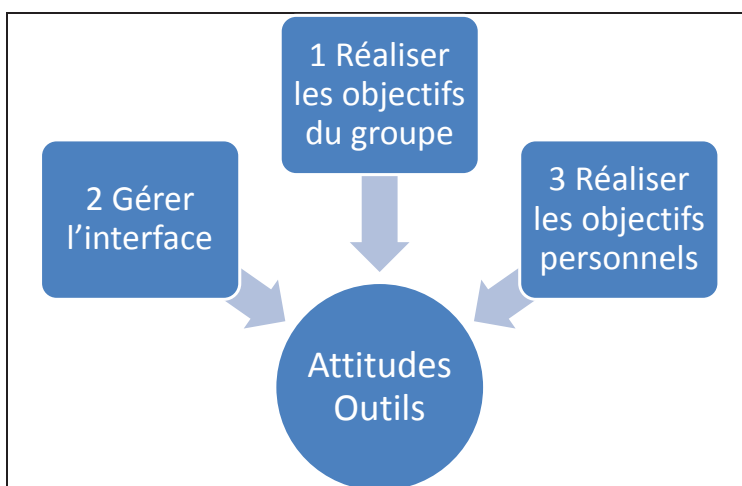 1 Réaliser
les objectifs
du groupe
2 Gérer
l’interface
3 Réaliser
les objectifs
personnels
Attitudes
Outils